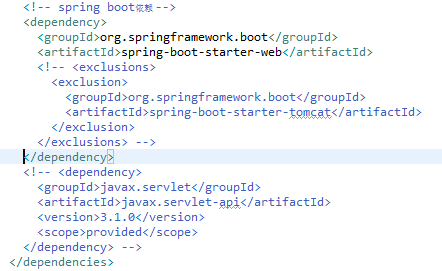 <!-- spring boot依赖 -->
<dependency>
<groupId>org.springframework.boot</groupId>
<artifactId>spring-boot-starter-web</artifactId>
<!-- <exclusions>
<exclusion>
<groupId>org.springframework.boot</groupId>
<artifactId>spring-boot-starter-tomcat</artifactId>
</exclusion>
</exclusions> -->
</dependency>
<!-- <dependency>
<groupId>javax.servlet</groupId>
<artifactId>javax.servlet-api</artifactId>
<version>3.1.0</version>
<scope>provided</scope>
</dependency> -->
</dependencies>